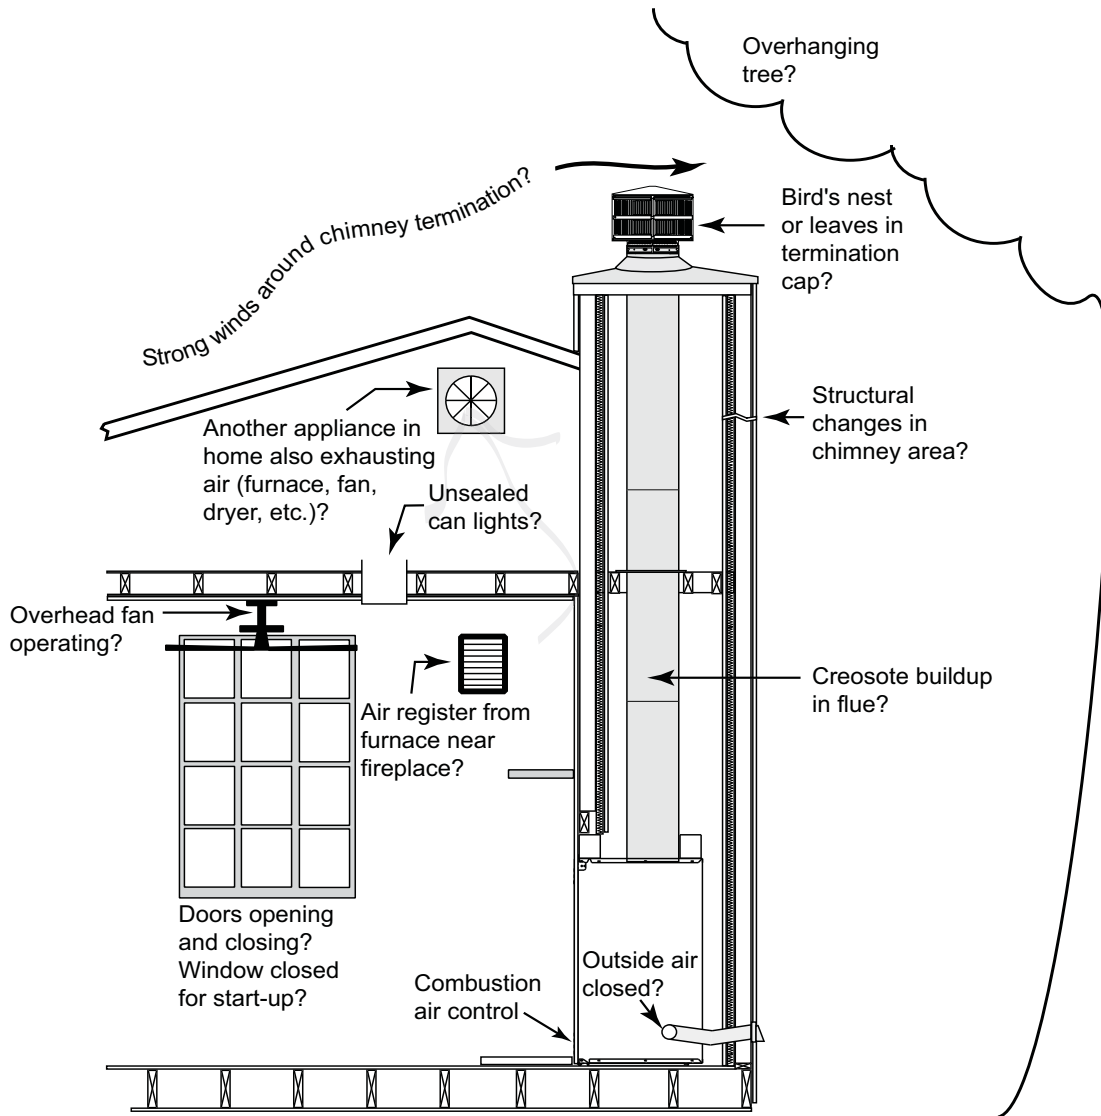 Overhanging
tree?
Strong winds around chimney termination?
Bird's nest
or leaves in
termination
cap?
Structural
changes in
chimney area?
Another appliance in
home also exhausting
air (furnace, fan,
dryer, etc.)?
Unsealed
can lights?
Overhead fan
operating?
Air register from
furnace near
fireplace?
Creosote buildup
in flue?
Doors opening
and closing?
Window closed
for start-up?
Combustion
air control
Outside air
closed?